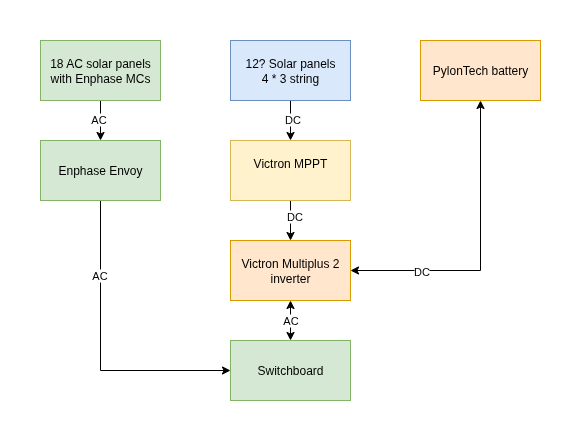 18 AC solar panels
with Enphase MCs
12? Solar panels
4 * 3 string
PylonTech battery
AC
DC
Enphase Envoy
Victron MPPT
DC
Victron Multiplus 2
inverter
DC
AC
AC
Switchboard